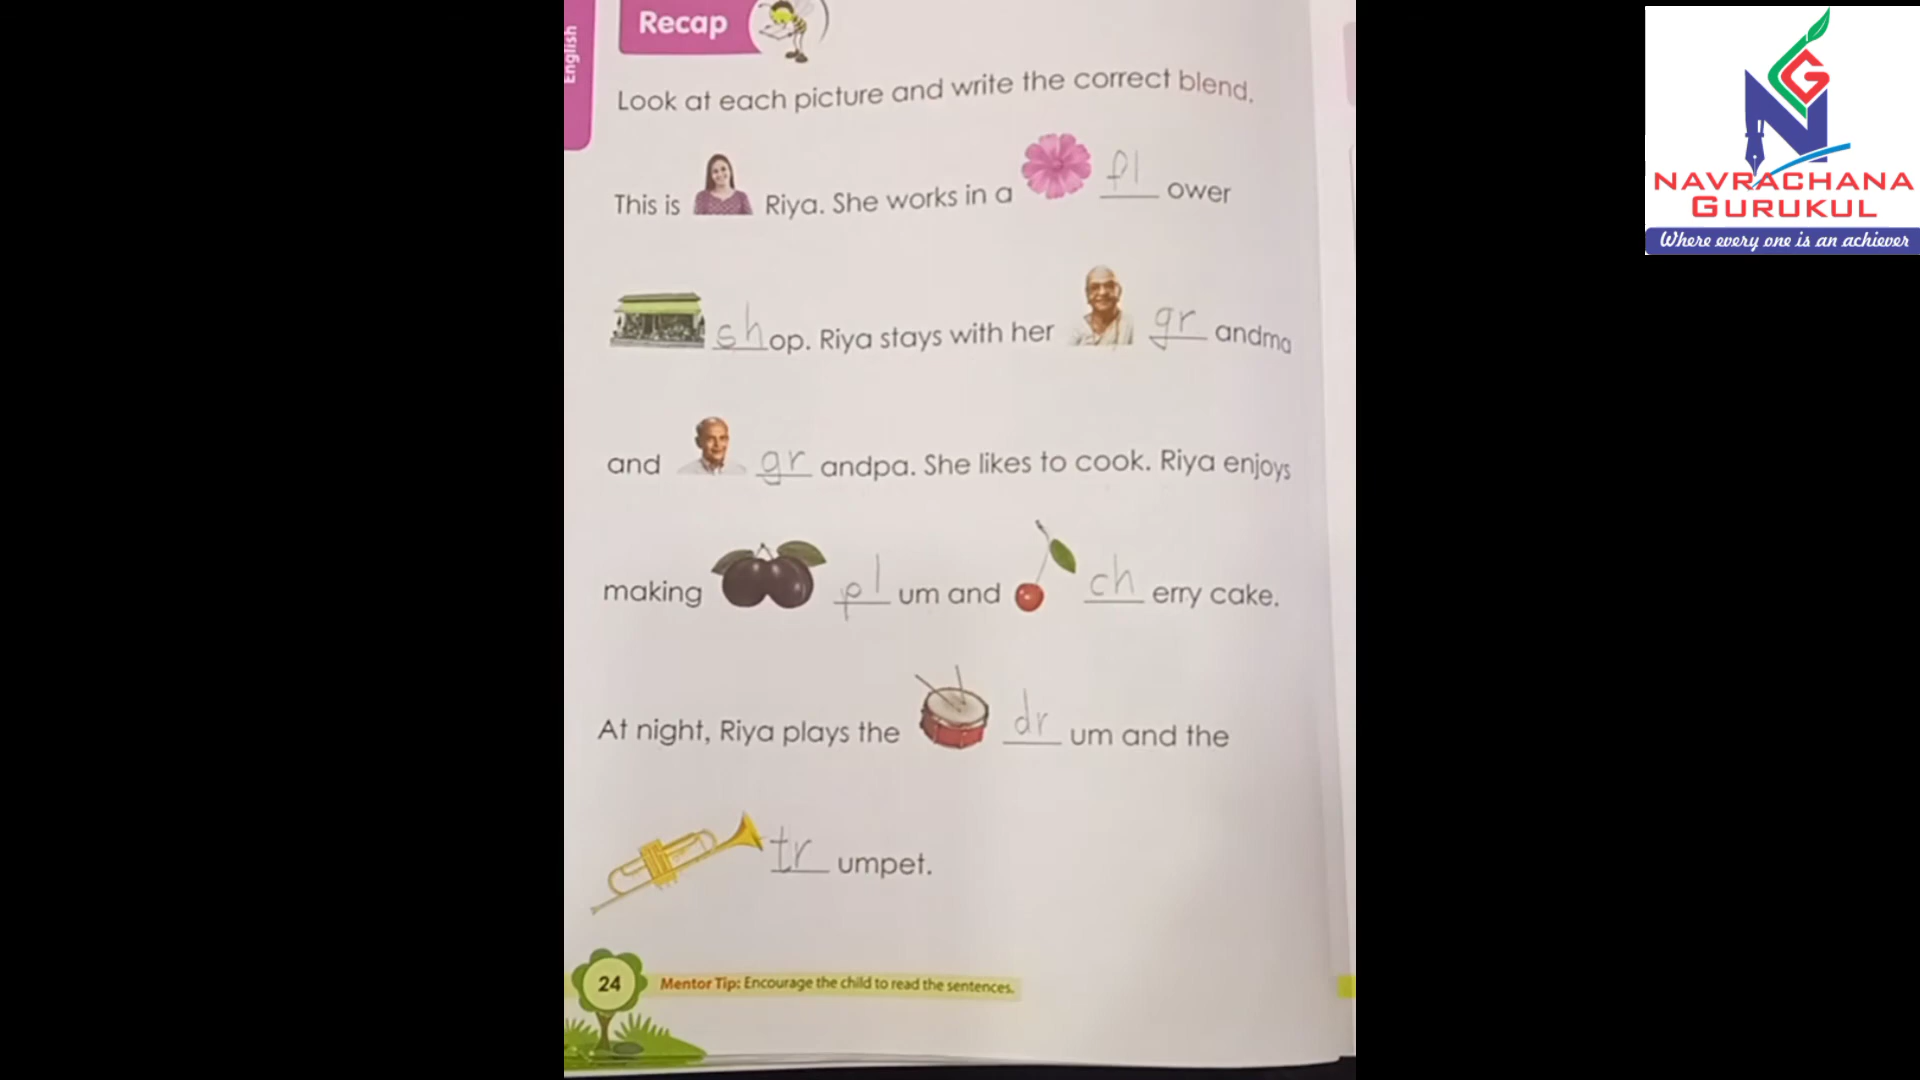 English
Recap
Look at each picture and write the correct blend.
This is Riya. She works in a fl ower
shop. Riya stays with her gr andma
and gr andpa. She likes to cook. Riya enjoys
making pl um and ch erry cake.
At night, Riya plays the dr um and the
tr umpet.
24
Mentor Tip: Encourage the child to read the sentences.
NG
NAVRACHANA
GURUKUL
Where every one is an achiever